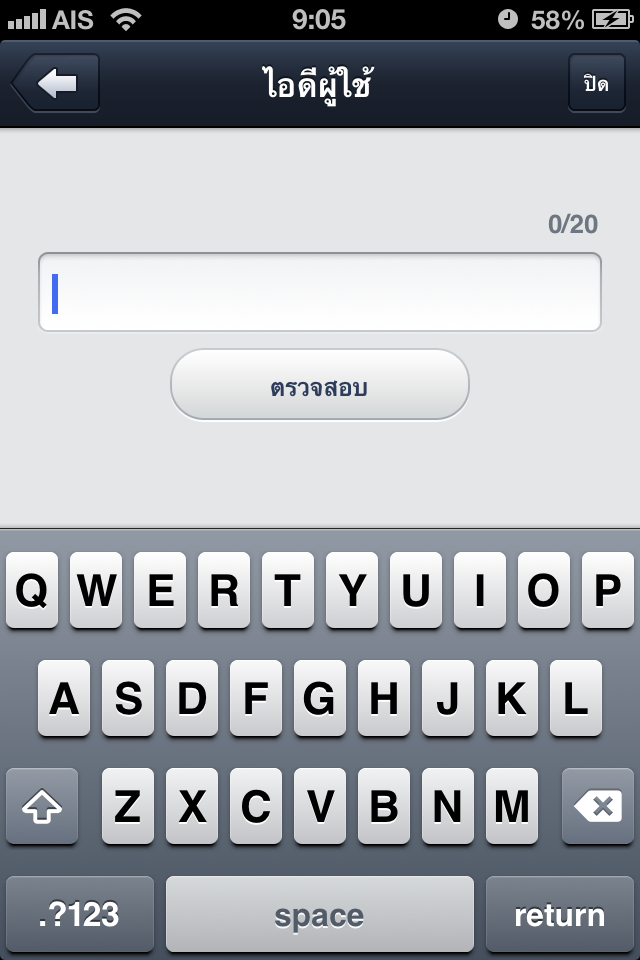 AIS 9:05 58%
ไอดีผู้ใช้ ปิด
0/20
ตรวจสอบ
Q W E R T Y U I O P
A S D F G H J K L
Z X C V B N M
.?123 space return